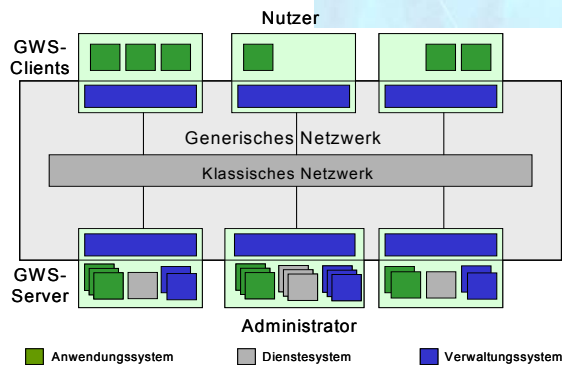 Nutzer
GWS-
Clients
Generisches Netzwerk
Klassisches Netzwerk
GWS-
Server
Administrator
Anwendungssystem
Dienstesystem
Verwaltungssystem